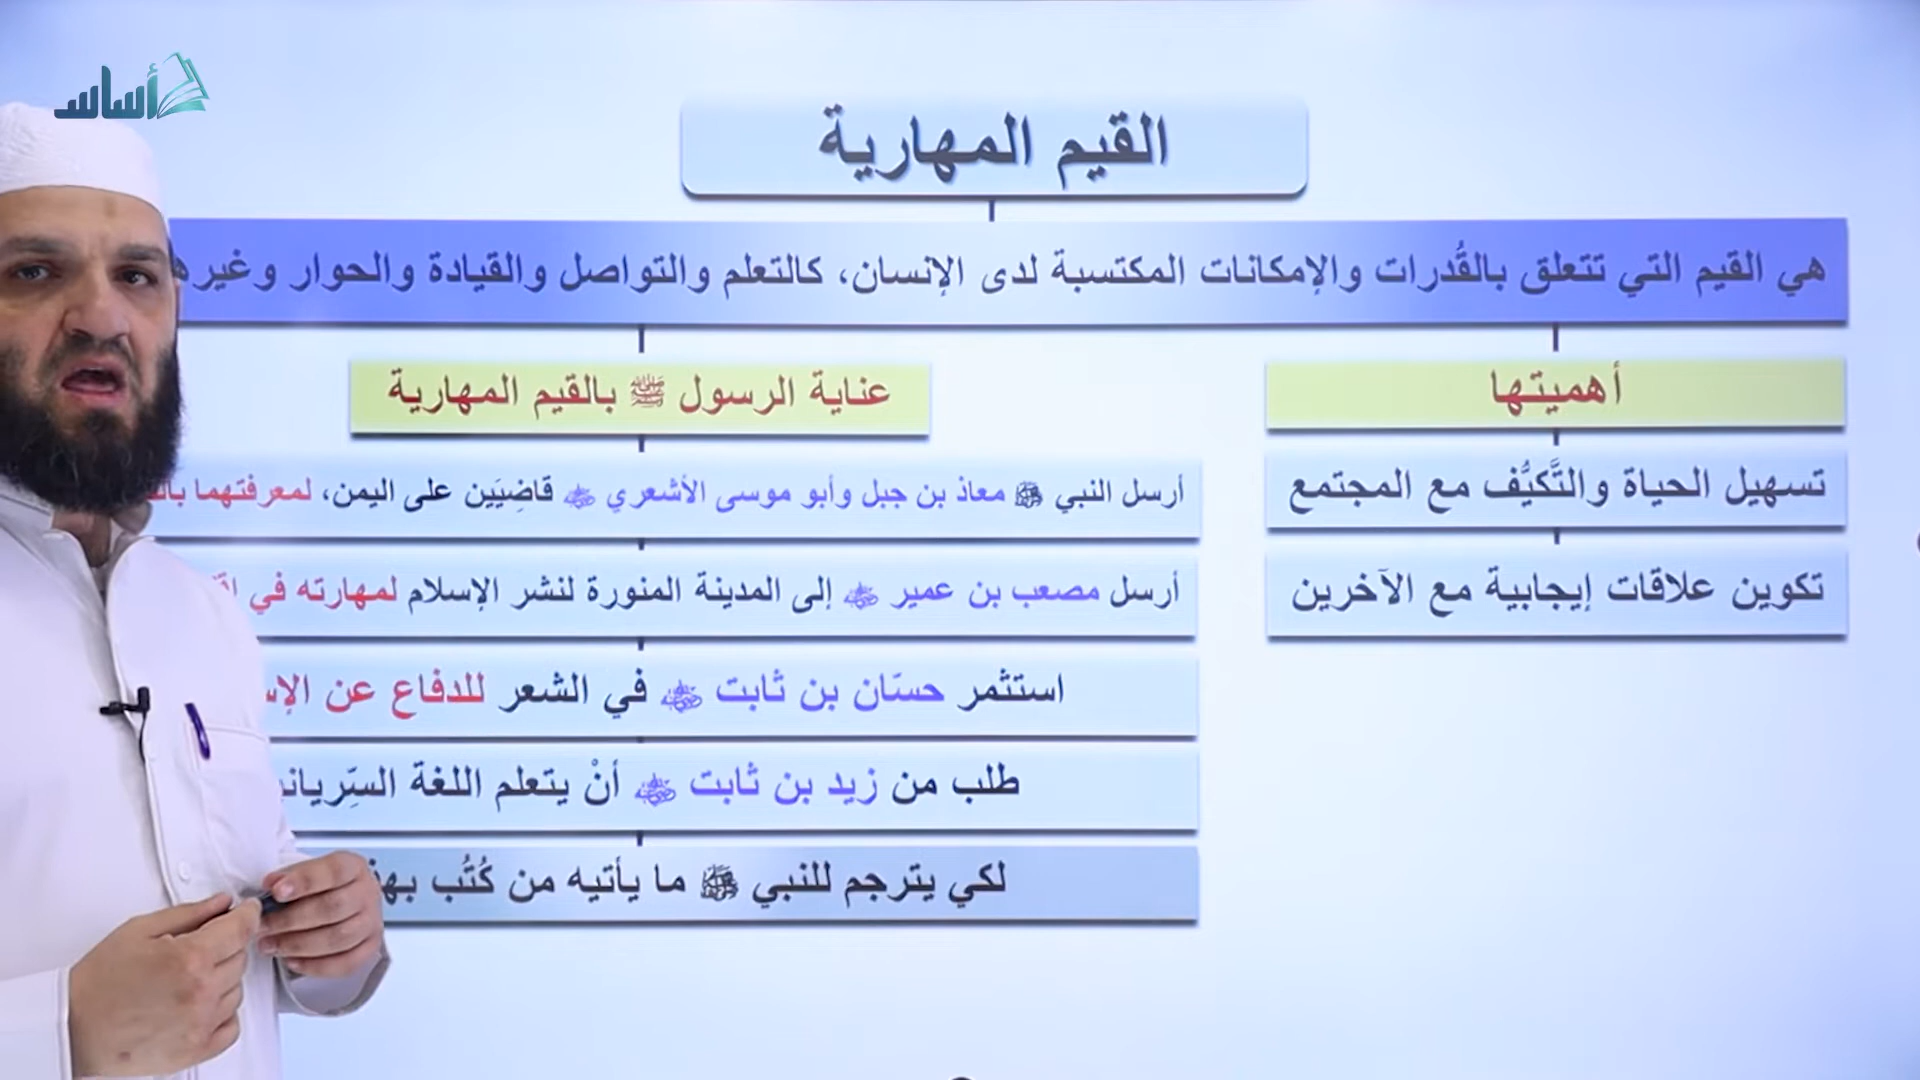 أساس
القيم المهارية
هي القيم التي تتعلق بالقُدرات والإمكانات المكتسبة لدى الإنسان، كالتعلم والتواصل والقيادة والحوار
أهميتها
تسهيل الحياة والتَّكيُّف مع المجتمع
تكوين علاقات إيجابية مع الآخرين
عناية الرسول ﷺ بالقيم المهارية
أرسل النبي ﷺ معاذ بن جبل وأبو موسى الأشعري قاضِيَين على اليمن، لمعرفتهما
أرسل مصعب بن عمير إلى المدينة المنورة لنشر الإسلام لمهارته في
استثمر حسّان بن ثابت في الشعر للدفاع عن
طلب من زيد بن ثابت أنْ يتعلم اللغة
لكي يترجم للنبي ﷺ ما يأتيه من كُتُب